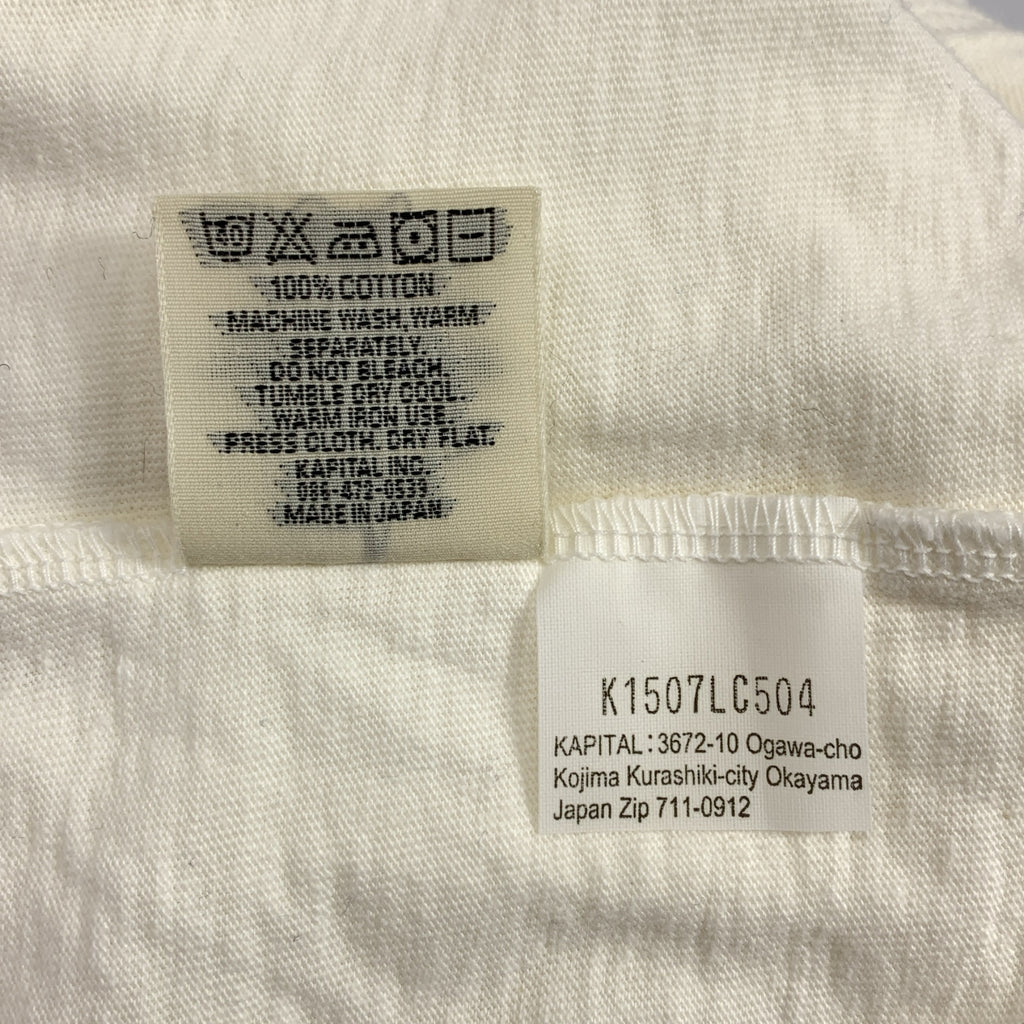 40
100% COTTON
MACHINE WASH, WARM
SEPARATELY.
DO NOT BLEACH.
TUMBLE DRY COOL.
WARM IRON USE.
PRESS CLOTH. DRY FLAT.
KAPITAL INC.
086-472-0533
MADE IN JAPAN
K1507LC504
KAPITAL:3672-10 Ogawa-cho
Kojima Kurashiki-city Okayama
Japan Zip 711-0912